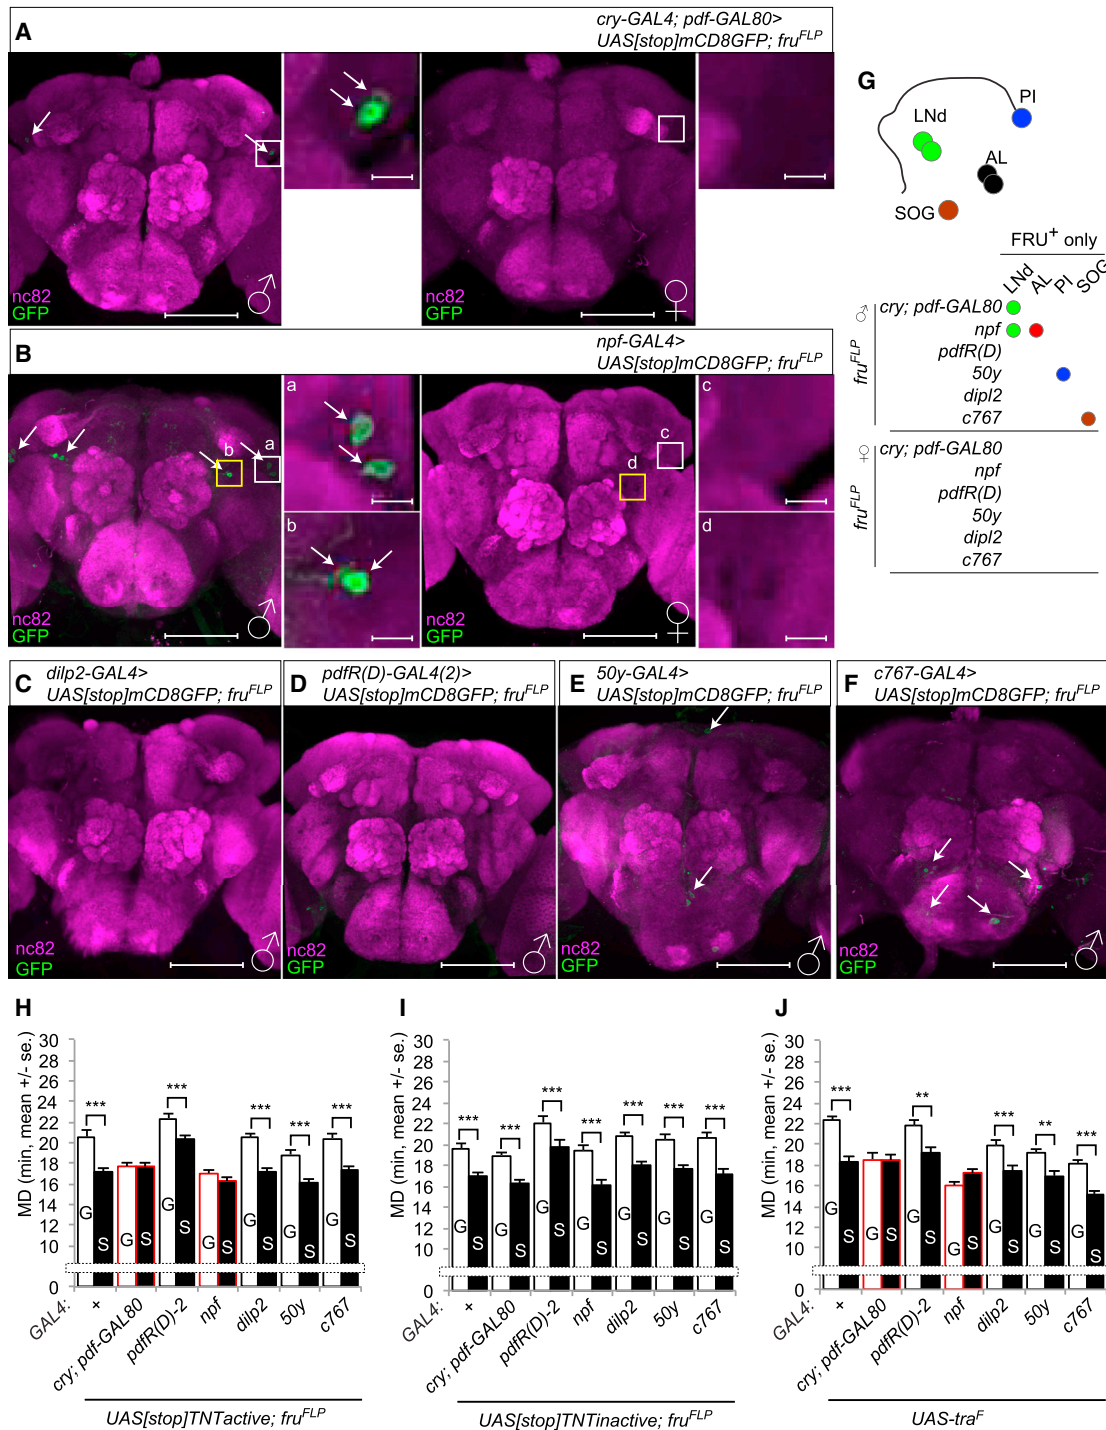 A
cry-GAL4; pdf-GAL80>
UAS[stop]mCD8GFP; fruFLP
nc82
GFP
♂
nc82
GFP
♀
B
npf-GAL4>
UAS[stop]mCD8GFP; fruFLP
b
a
nc82
GFP
♂
a
b
c
d
nc82
GFP
♀
c
d
G
PI
LNd
AL
SOG
FRU+ only
LNd AL PI SOG
♂
fruFLP
cry; pdf-GAL80
npf
pdfR(D)
50y
dipl2
c767
♀
fruFLP
cry; pdf-GAL80
npf
pdfR(D)
50y
dipl2
c767
C
dilp2-GAL4>
UAS[stop]mCD8GFP; fruFLP
nc82
GFP
♂
D
pdfR(D)-GAL4(2)>
UAS[stop]mCD8GFP; fruFLP
nc82
GFP
♂
E
50y-GAL4>
UAS[stop]mCD8GFP; fruFLP
nc82
GFP
♂
F
c767-GAL4>
UAS[stop]mCD8GFP; fruFLP
nc82
GFP
♂
H
MD (min, mean +/- se.)
30
28
26
24
22
20
18
16
14
12
10
0
*** *** *** *** ***
G S G S G S G S G S G S G S
GAL4: + cry; pdf-GAL80 pdfR(D)-2 npf dilp2 50y c767
UAS[stop]TNTactive; fruFLP
I
MD (min, mean +/- se.)
30
28
26
24
22
20
18
16
14
12
10
0
*** *** *** *** *** *** ***
G S G S G S G S G S G S G S
GAL4: + cry; pdf-GAL80 pdfR(D)-2 npf dilp2 50y c767
UAS[stop]TNTinactive; fruFLP
J
MD (min, mean +/- se.)
30
28
26
24
22
20
18
16
14
12
10
0
*** ** *** ** ***
G S G S G S G S G S G S G S
GAL4: + cry; pdf-GAL80 pdfR(D)-2 npf dilp2 50y c767
UAS-traF